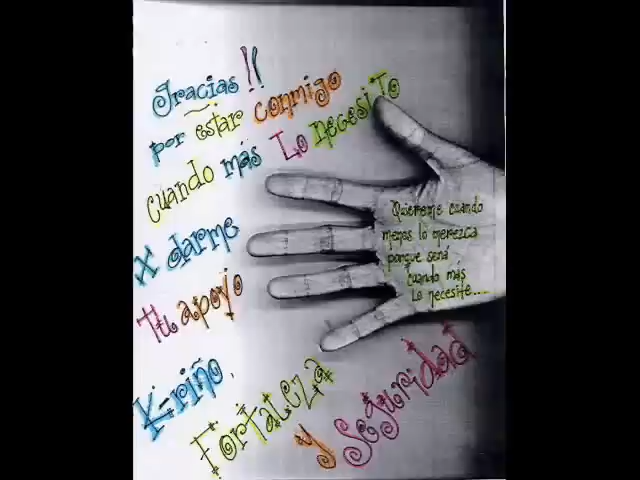 gracias!!
por estar conmigo
cuando más Lo necesito
X darme
Tu apoyo
K-riño,
Fortaleza
y Seguridad
Quiereme cuando
menos lo merezca
porque será
cuando más
lo necesite...